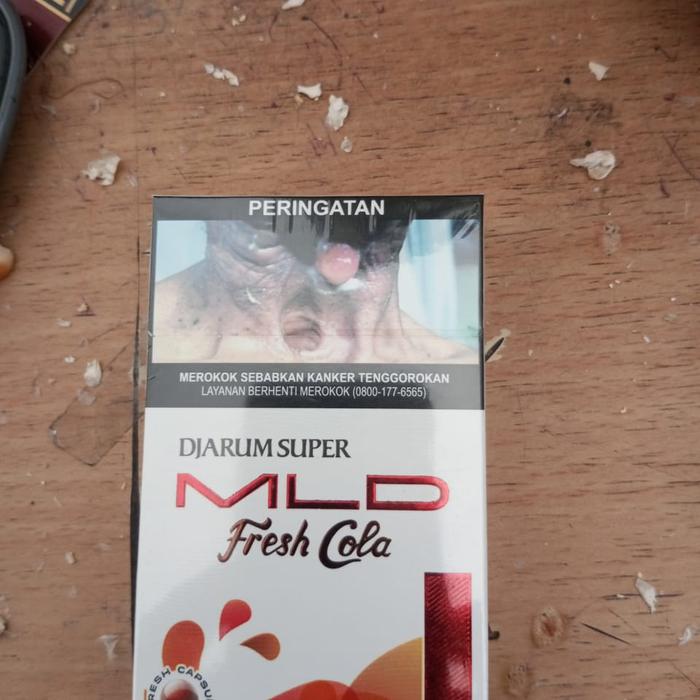 PERINGATAN
MEROKOK SEBABKAN KANKER TENGGOROKAN
LAYANAN BERHENTI MEROKOK (0800-177-6565)
DJARUM SUPER
MLD
Fresh Cola